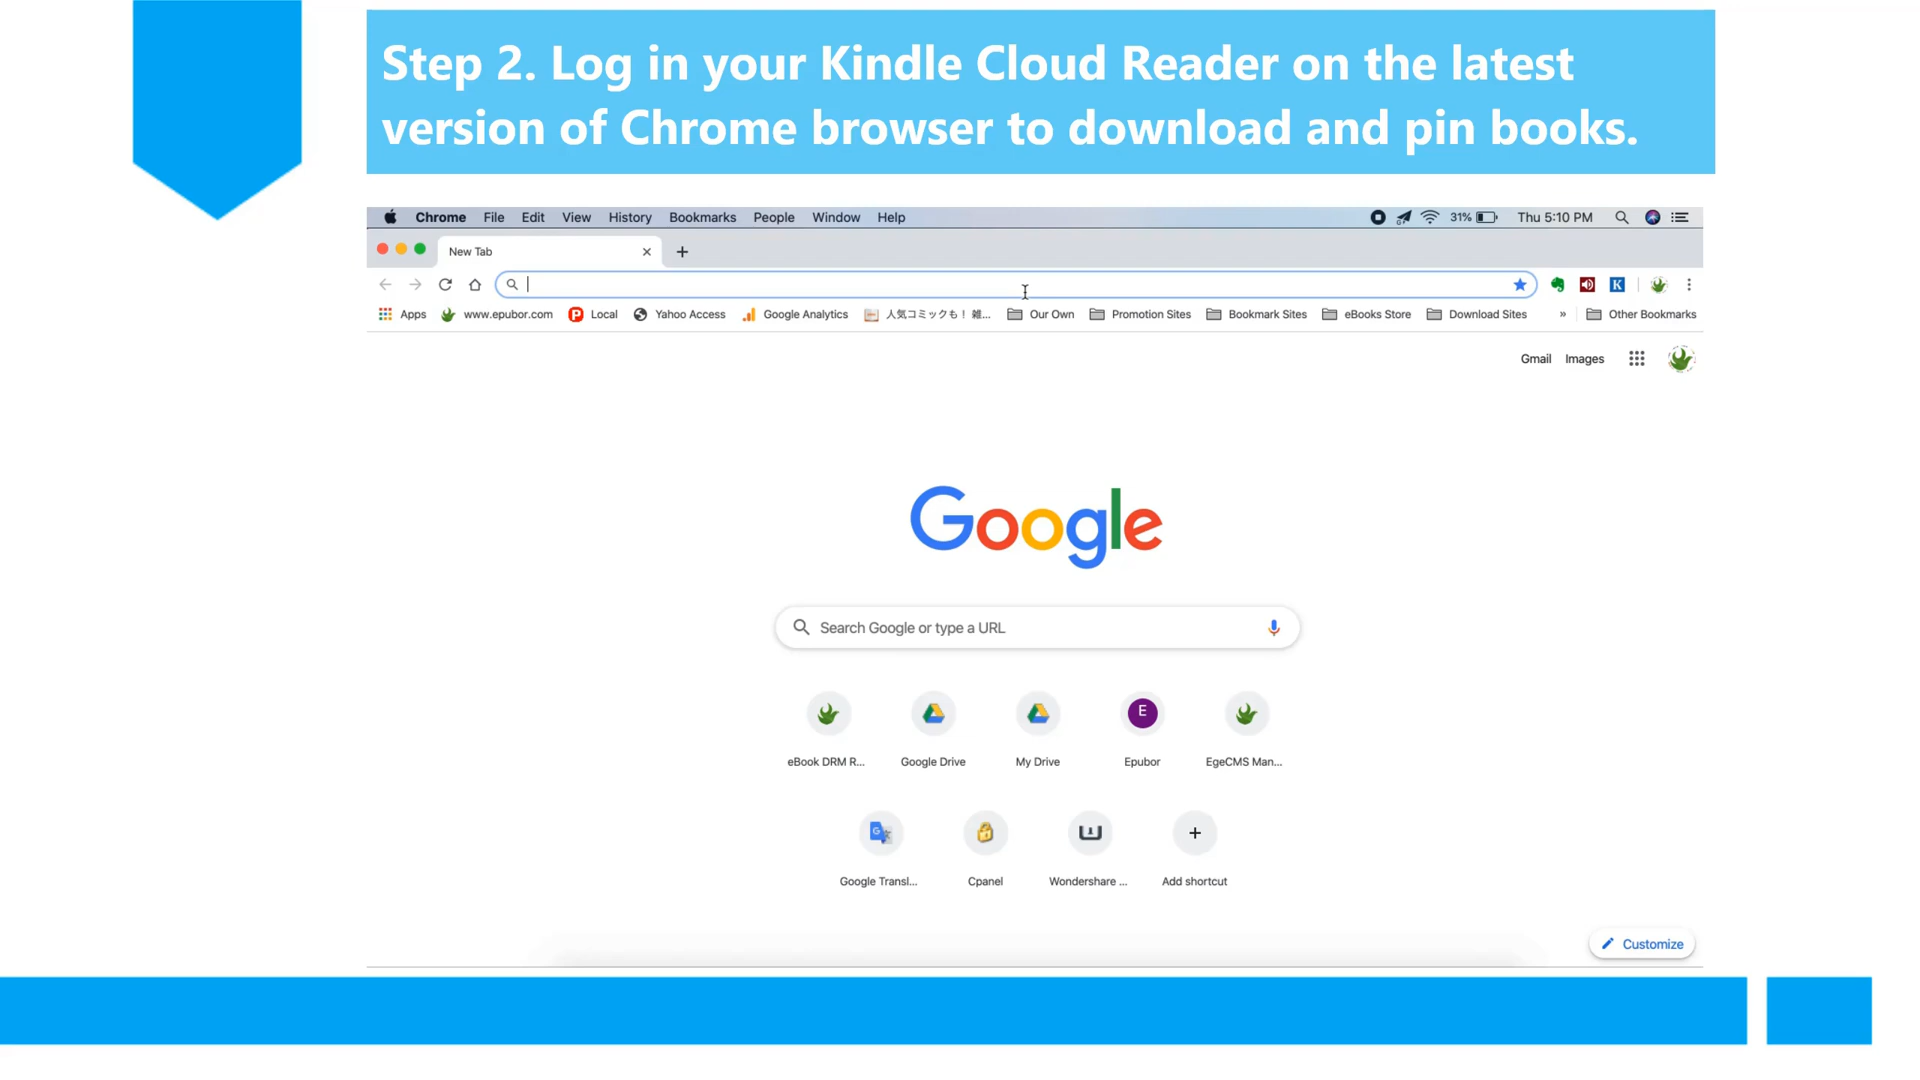 Step 2. Log in your Kindle Cloud Reader on the latest
version of Chrome browser to download and pin books.
Chrome File Edit View History Bookmarks People Window Help 31% Thu 5:10 PM
New Tab
Apps www.epubor.com Local Yahoo Access Google Analytics 人気コミックも！雑... Our Own Promotion Sites Bookmark Sites eBooks Store Download Sites » Other Bookmarks
Gmail Images
Google
Search Google or type a URL
E
eBook DRM R... Google Drive My Drive Epubor EgeCMS Man...
Google Transl... Cpanel Wondershare ... Add shortcut
Customize